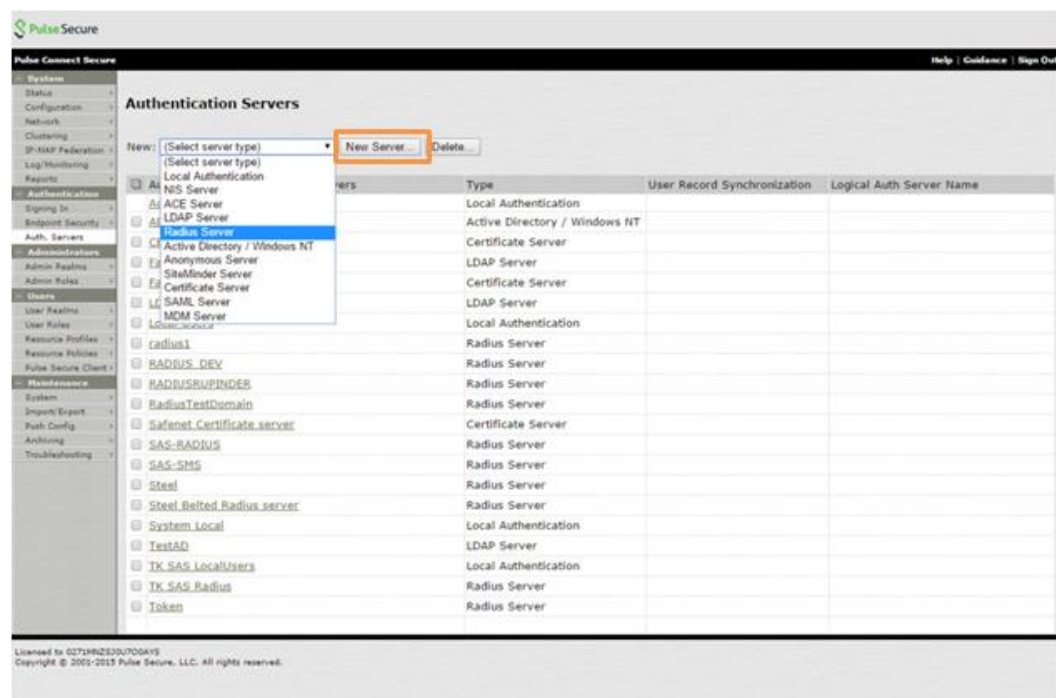 Pulse Secure
Pulse Connect Secure
Help | Guidance | Sign Out
System
Status
Configuration
Network
Clustering
IF-MAP Federation
Log/Monitoring
Reports
Authentication
Signing In
Endpoint Security
Auth. Servers
Administrators
Admin Realms
Admin Roles
Users
User Realms
User Roles
Resource Profiles
Resource Policies
Pulse Secure Client
Maintenance
System
Import/Export
Push Config
Archiving
Troubleshooting
Authentication Servers
New: (Select server type) New Server... Delete...
(Select server type)
Local Authentication
NIS Server
ACE Server
LDAP Server
Radius Server
Active Directory / Windows NT
Anonymous Server
SiteMinder Server
Certificate Server
SAML Server
MDM Server
Type User Record Synchronization Logical Auth Server Name
Local Authentication
Active Directory / Windows NT
Certificate Server
LDAP Server
Certificate Server
LDAP Server
Local Authentication
radius1 Radius Server
RADIUS DEV Radius Server
RADIUSRUPINDER Radius Server
RadiusTestDomain Radius Server
Safenet Certificate server Certificate Server
SAS-RADIUS Radius Server
SAS-SMS Radius Server
Steel Radius Server
Steel Belted Radius server Radius Server
System Local Local Authentication
TestAD LDAP Server
TK SAS LocalUsers Local Authentication
TK SAS Radius Radius Server
Token Radius Server
Licensed to
Copyright © 2001-2015 Pulse Secure, LLC. All rights reserved.